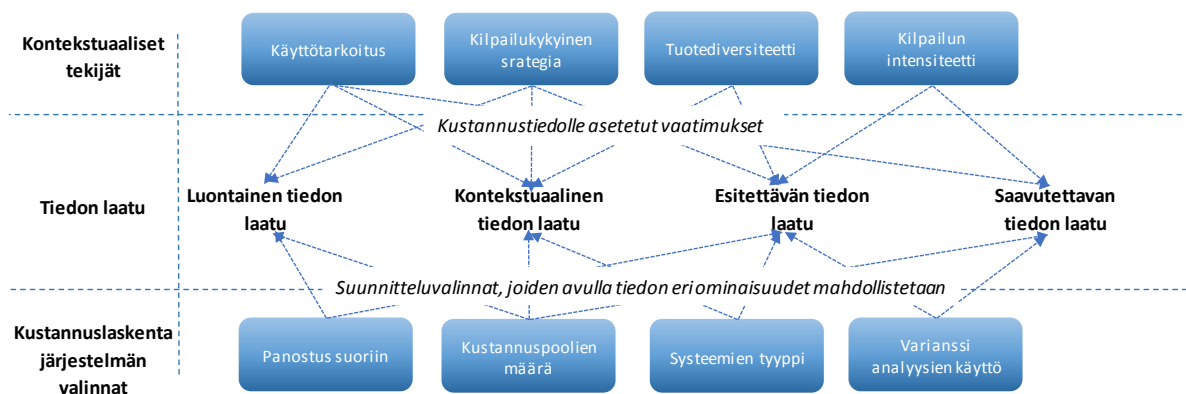 Kontekstuaaliset
tekijät
Käyttötarkoitus
Kilpailukykyinen
srategia
Tuotediversiteetti
Kilpailun
intensiteetti
Kustannustiedolle asetetut vaatimukset
Tiedon laatu
Luontainen tiedon
laatu
Kontekstuaalinen
tiedon laatu
Esitettävän tiedon
laatu
Saavutettavan
tiedon laatu
Suunnitteluvalinnat, joiden avulla tiedon eri ominaisuudet mahdollistetaan
Kustannuslaskenta
järjestelmän
valinnat
Panostus suoriin
Kustannuspoolien
määrä
Systeemien tyyppi
Varianssi
analyysien käyttö